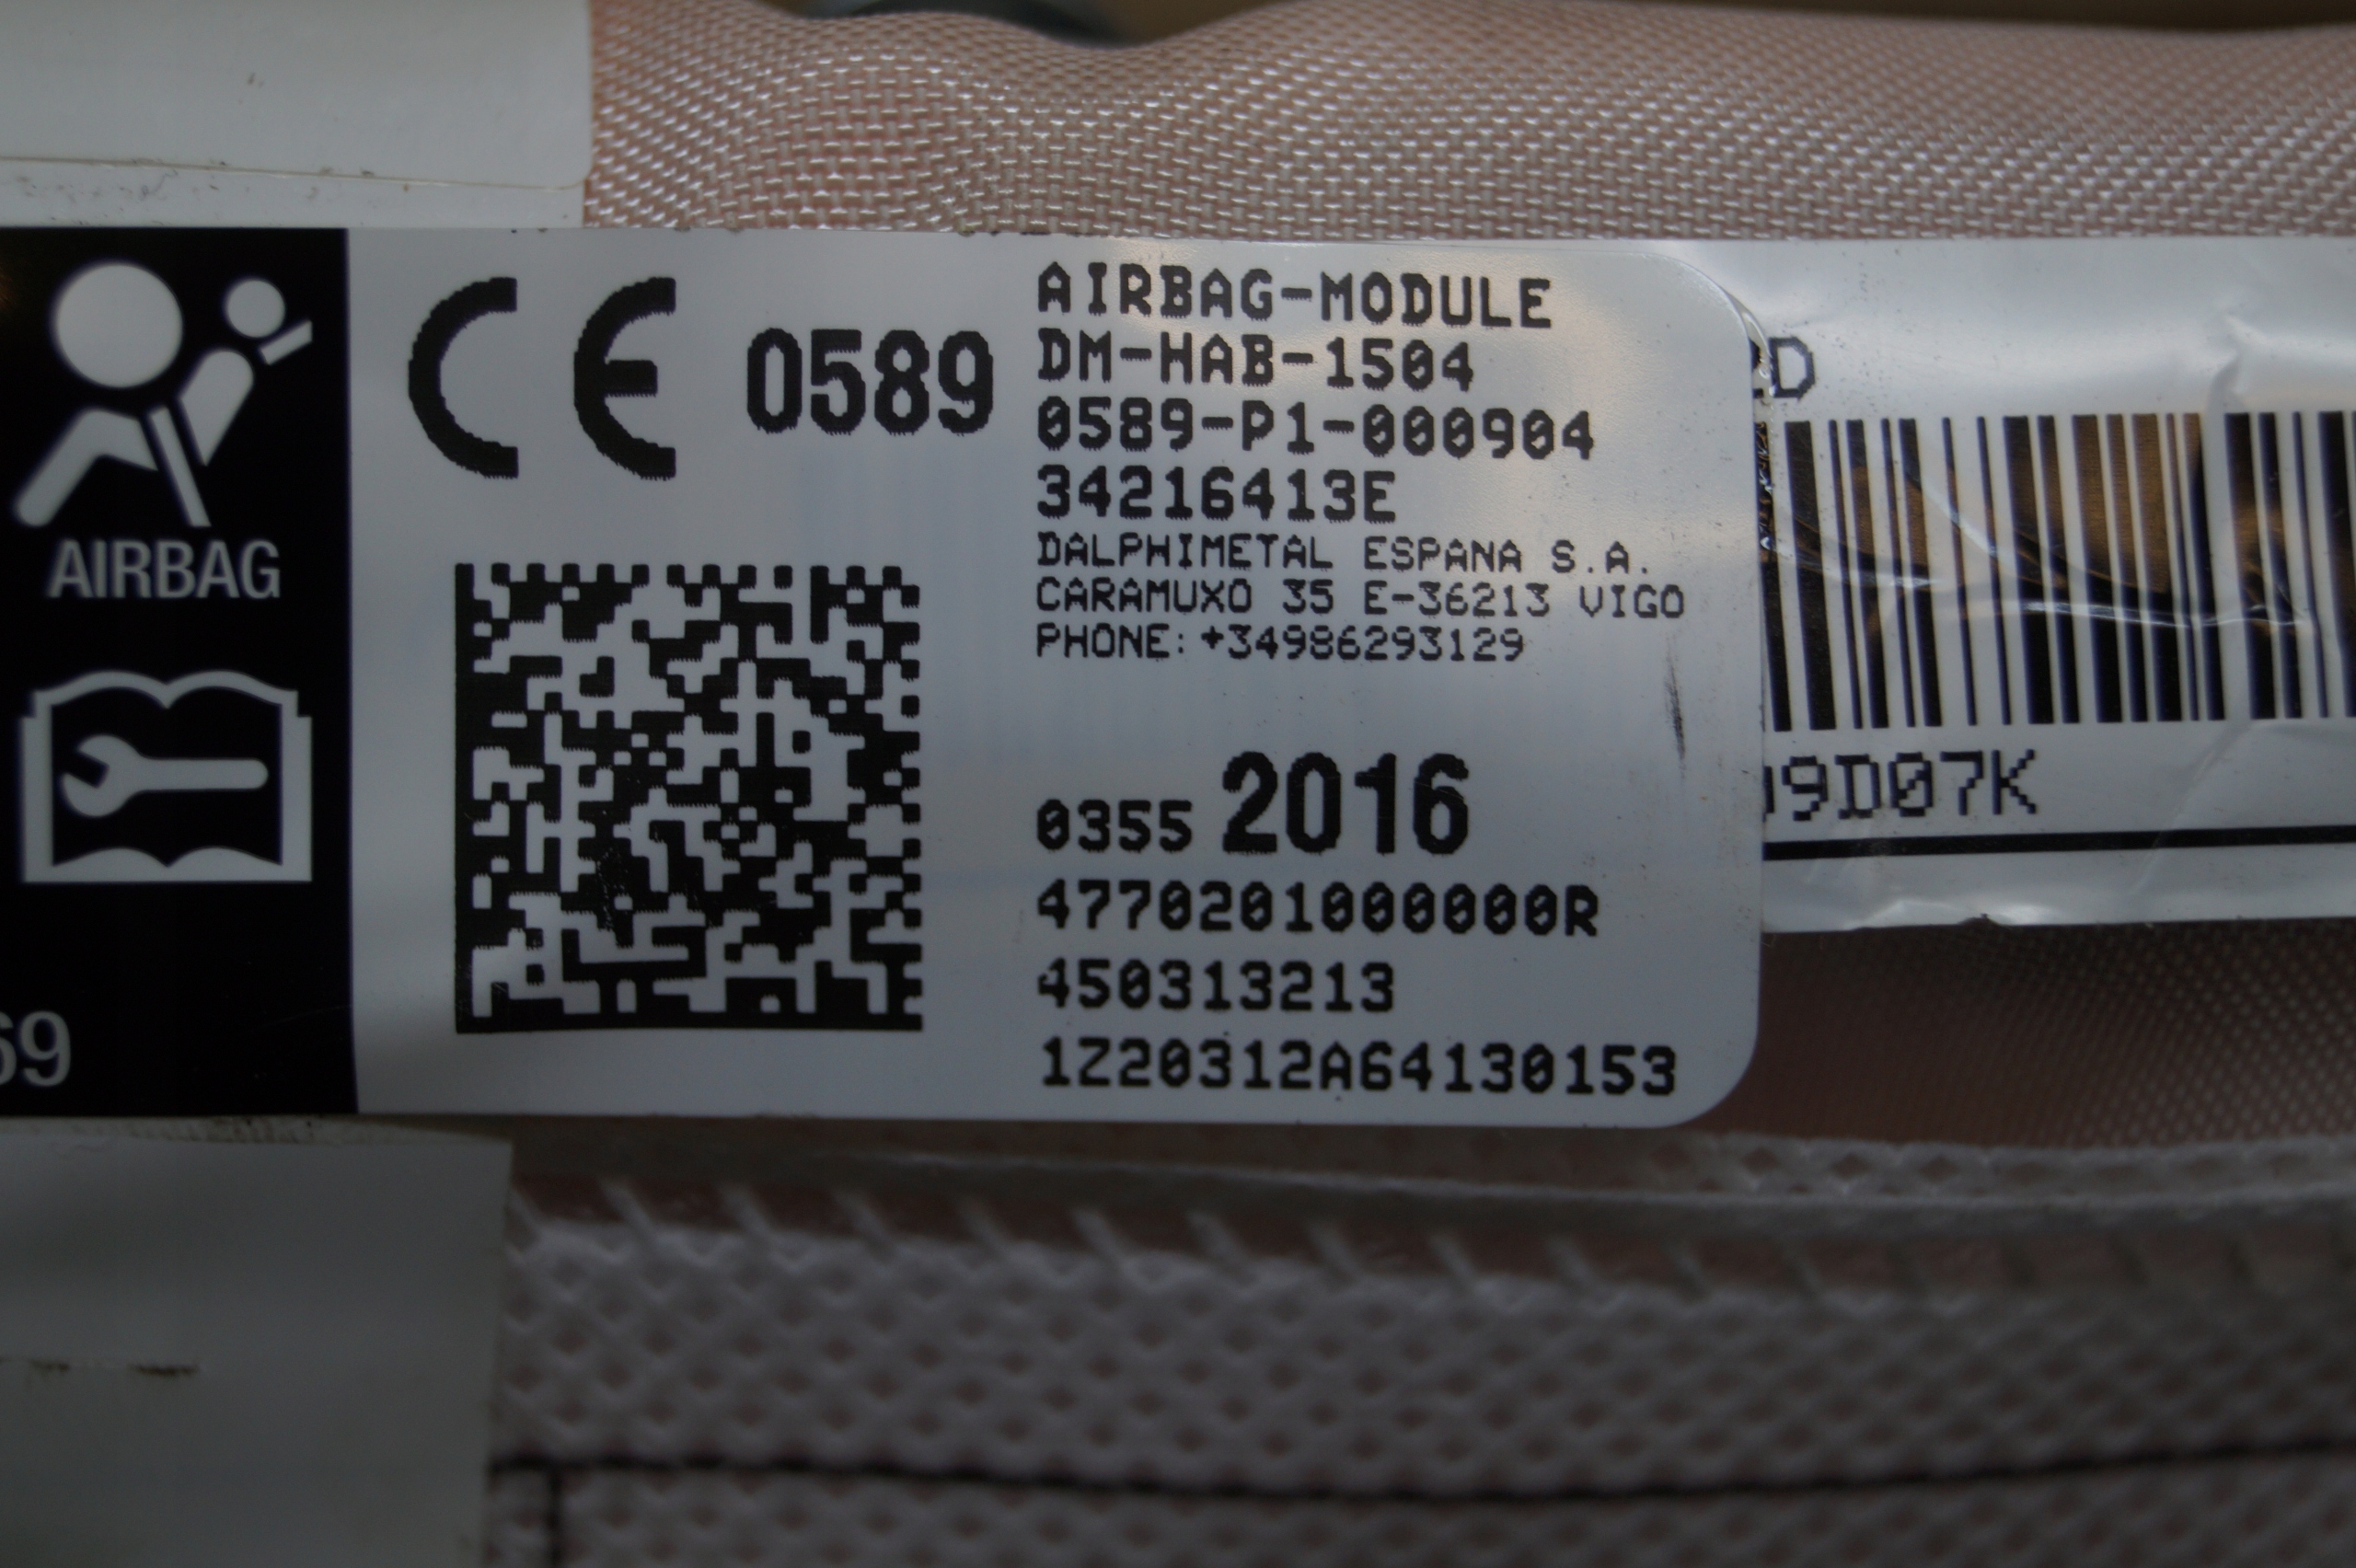 AIRBAG
69
CE 0589
AIRBAG-MODULE
DM-HAB-1504
0589-P1-000904
34216413E
DALPHIMETAL ESPANA S.A.
CARAMUXO 35 E-36213 VIGO
PHONE:+34986293129
0355 2016
4770201000000R
450313213
1Z20312A64130153
D
9D07K